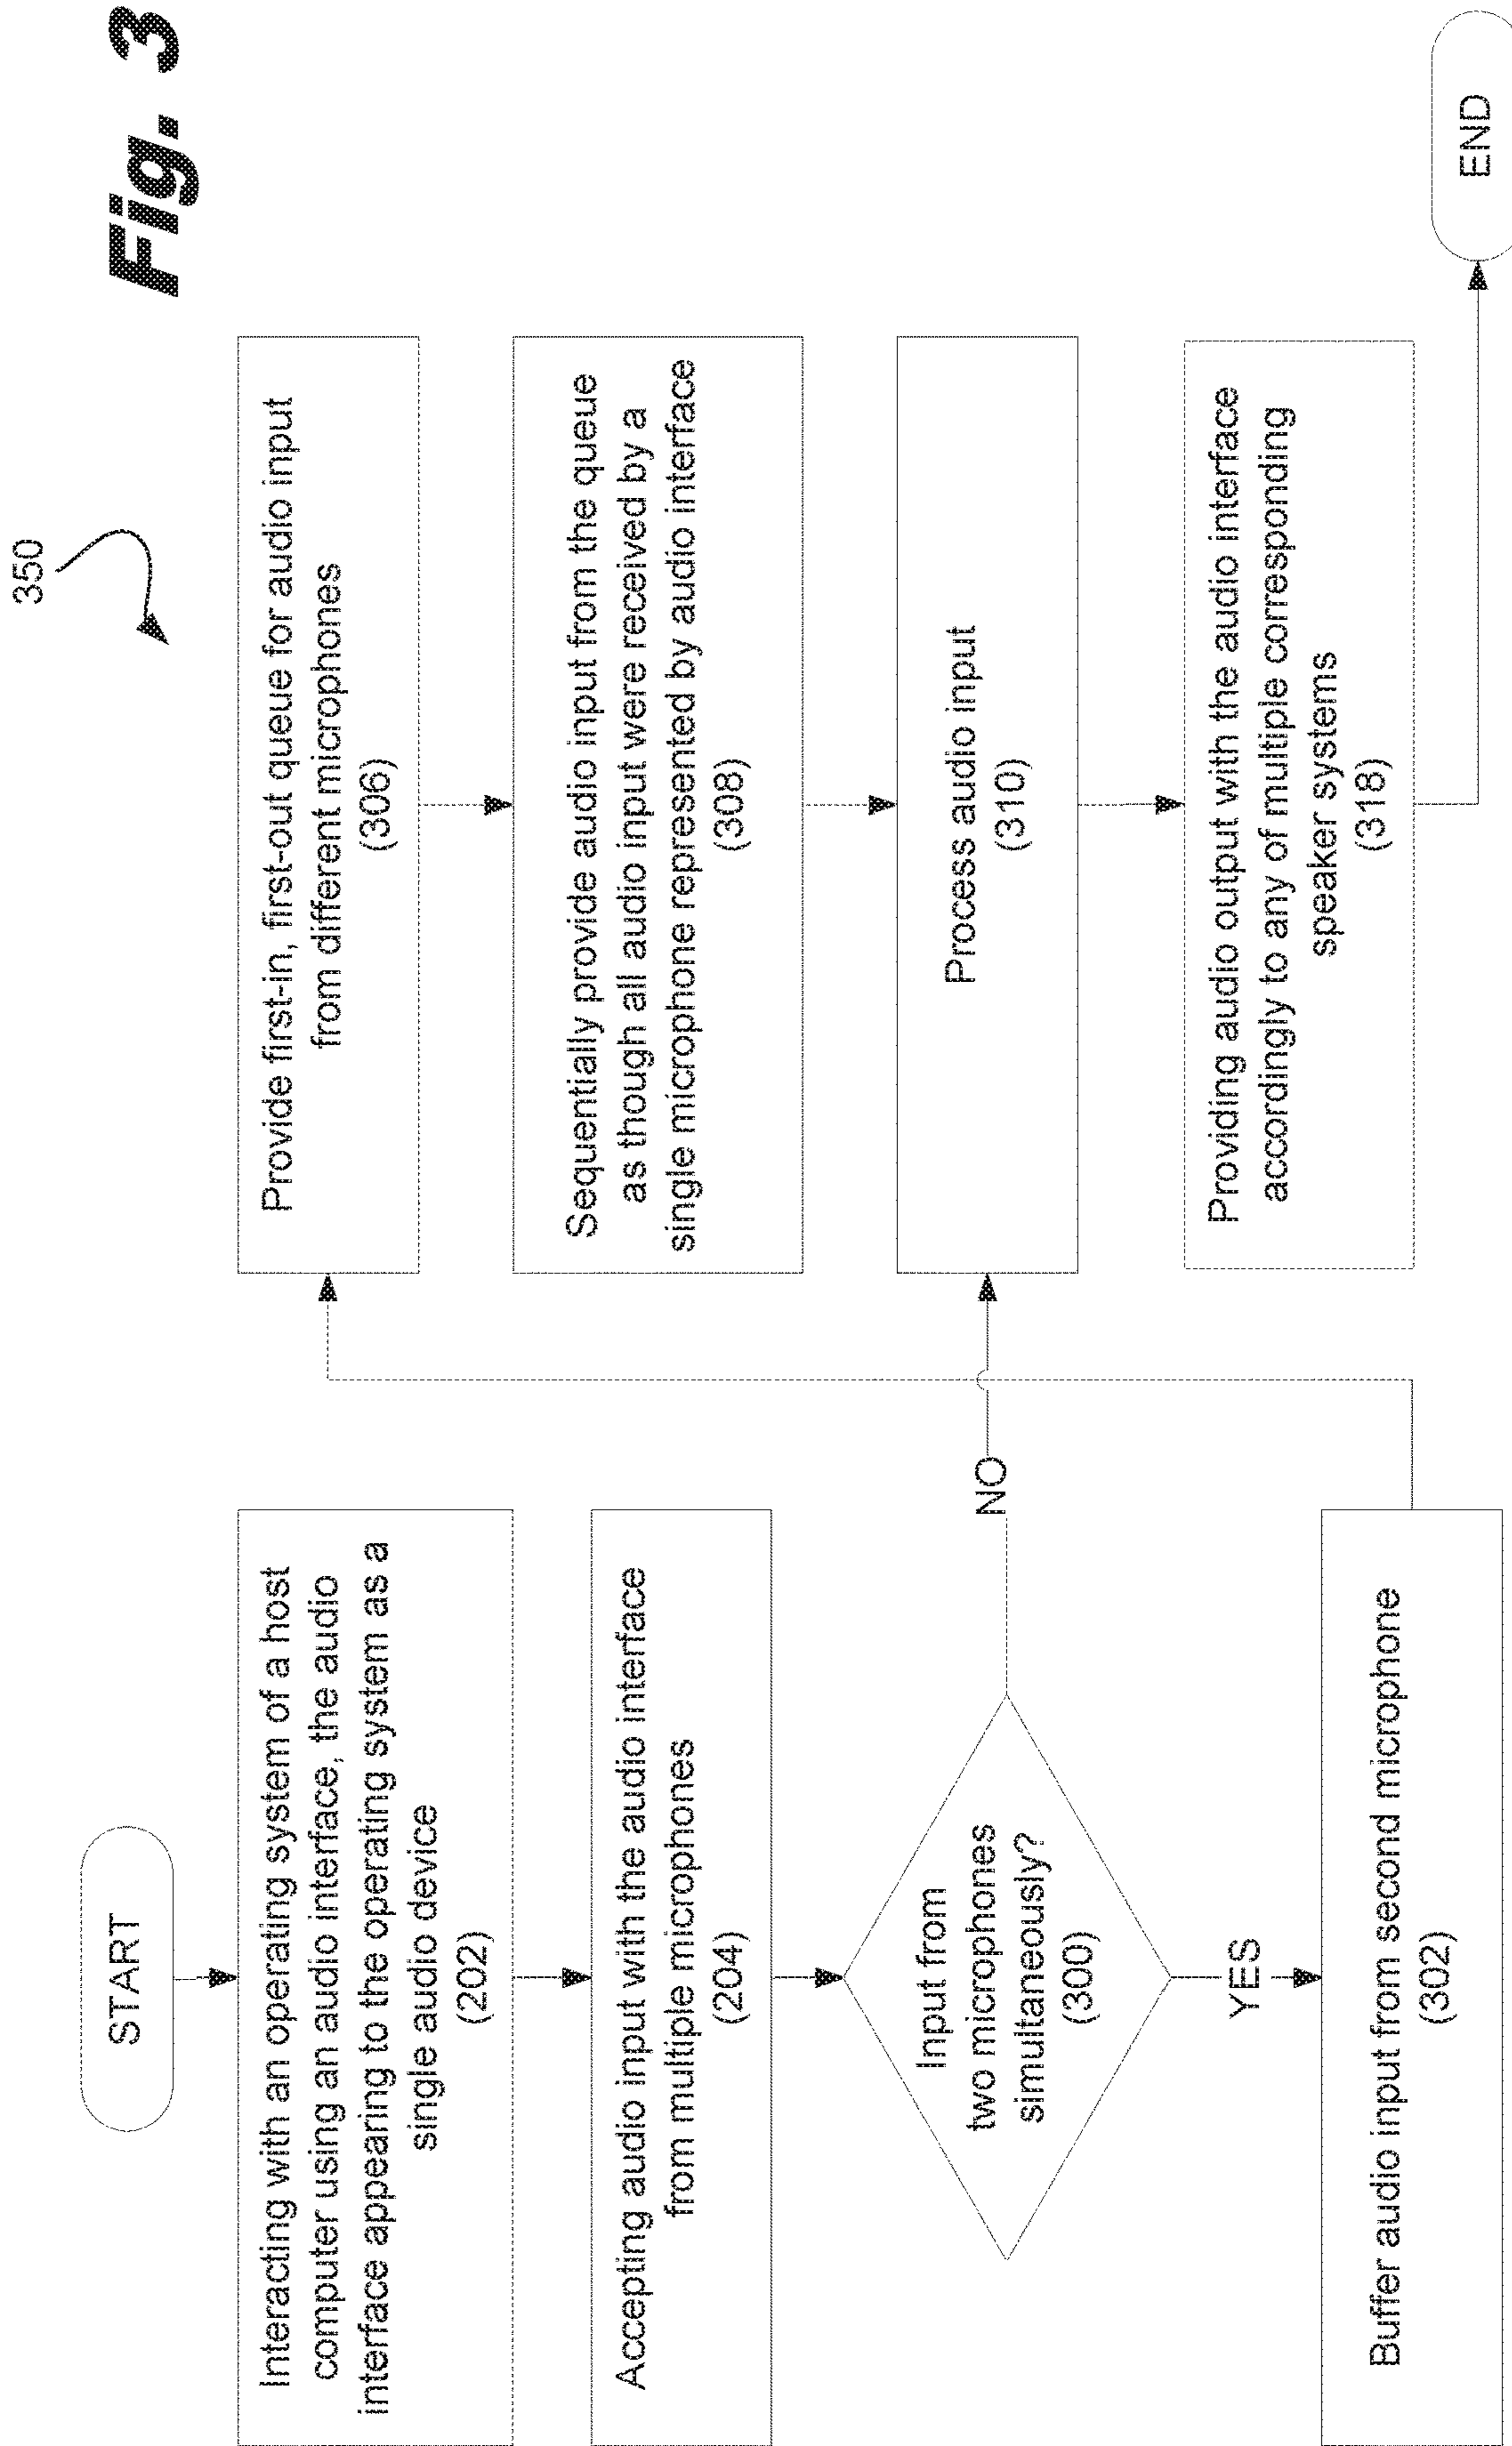 Fig. 3
350
START
Interacting with an operating system of a host
computer using an audio interface, the audio
interface appearing to the operating system as a
single audio device
(202)
Accepting audio input with the audio interface
from multiple microphones
(204)
Input from
two microphones
simultaneously?
(300)
NO
YES
Buffer audio input from second microphone
(302)
Provide first-in, first-out queue for audio input
from different microphones
(306)
Sequentially provide audio input from the queue
as though all audio input were received by a
single microphone represented by audio interface
(308)
Process audio input
(310)
Providing audio output with the audio interface
accordingly to any of multiple corresponding
speaker systems
(318)
END